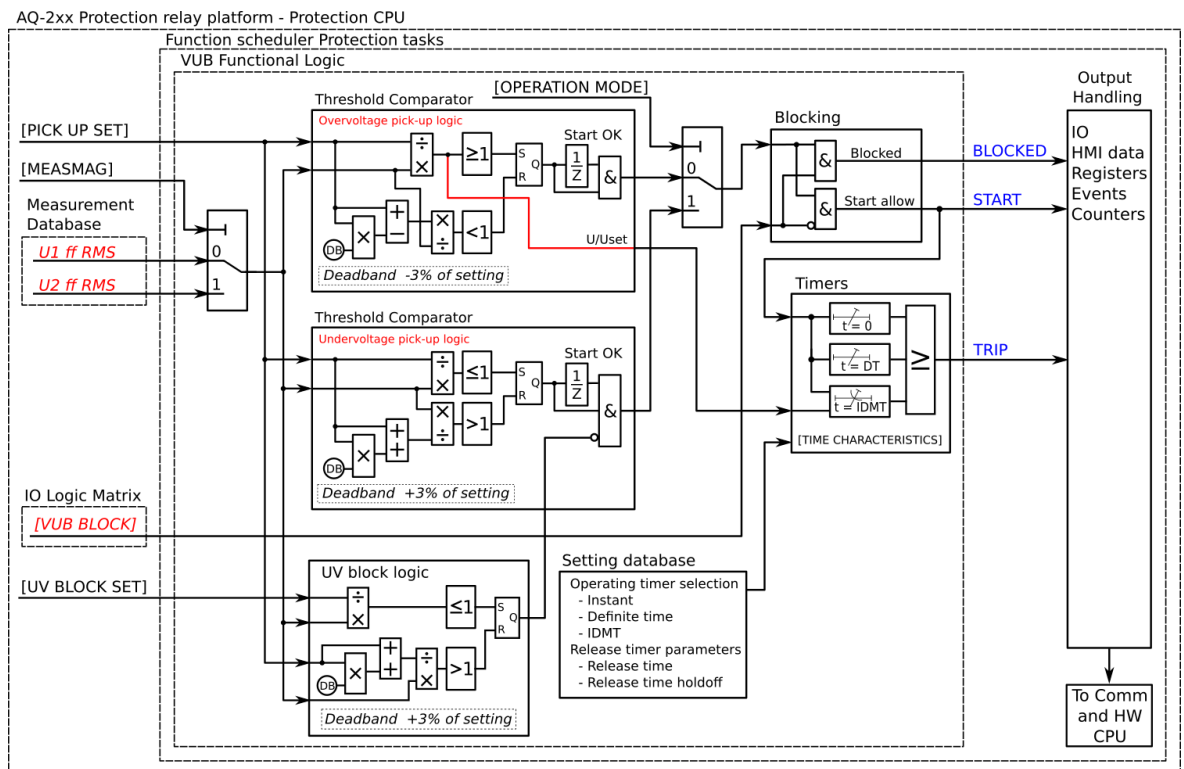 AQ-2xx Protection relay platform - Protection CPU
Function scheduler Protection tasks
VUB Functional Logic
[PICK UP SET]
[MEASMAG]
Measurement
Database
U1 ff RMS
U2 ff RMS
0
1
Threshold Comparator
Overvoltage pick-up logic
÷
×
≥1
S
R
Q
Start OK
1
Z
&
+
−
×
DB
×
÷
<1
U/Uset
Deadband -3% of setting
[OPERATION MODE]
0
1
Blocking
&
Blocked
&
Start allow
BLOCKED
START
Output
Handling
IO
HMI data
Registers
Events
Counters
Threshold Comparator
Undervoltage pick-up logic
÷
×
≤1
S
R
Q
Start OK
1
Z
&
×
÷
>1
+
+
×
DB
Deadband +3% of setting
Timers
t = 0
t = DT
t = IDMT
≥
[TIME CHARACTERISTICS]
TRIP
IO Logic Matrix
[VUB BLOCK]
[UV BLOCK SET]
UV block logic
÷
×
≤1
S
R
Q
+
+
×
DB
÷
×
>1
Deadband +3% of setting
Setting database
Operating timer selection
- Instant
- Definite time
- IDMT
Release timer parameters
- Release time
- Release time holdoff
To Comm
and HW
CPU